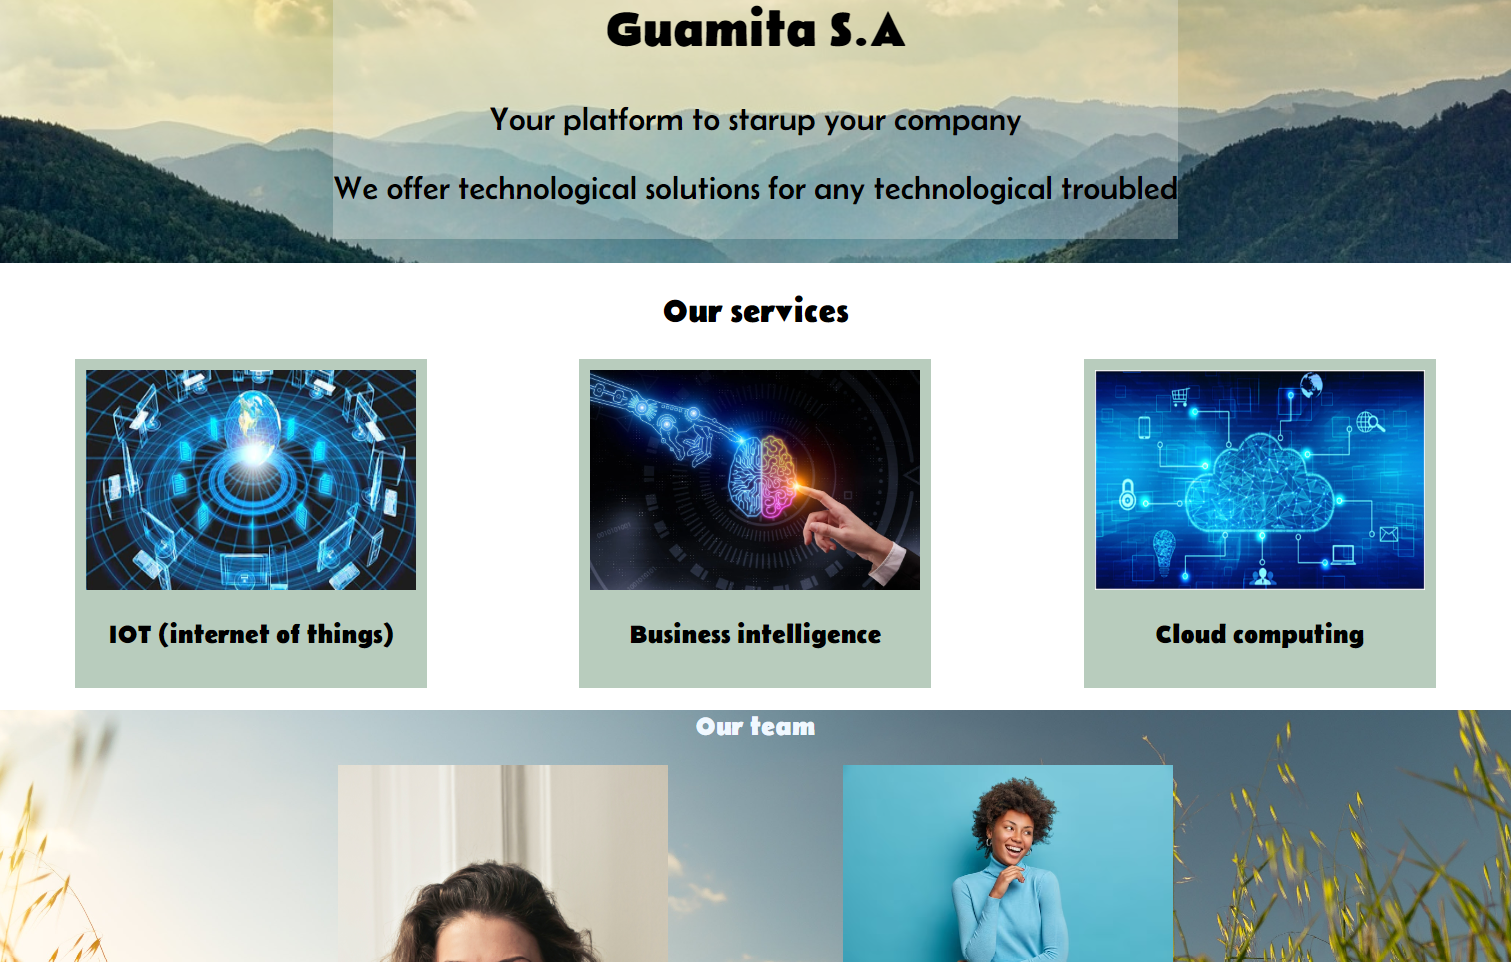 Guamita S.A
Your platform to starup your company
We offer technological solutions for any technological troubled
Our services
IOT (internet of things)
Business intelligence
Cloud computing
Our team